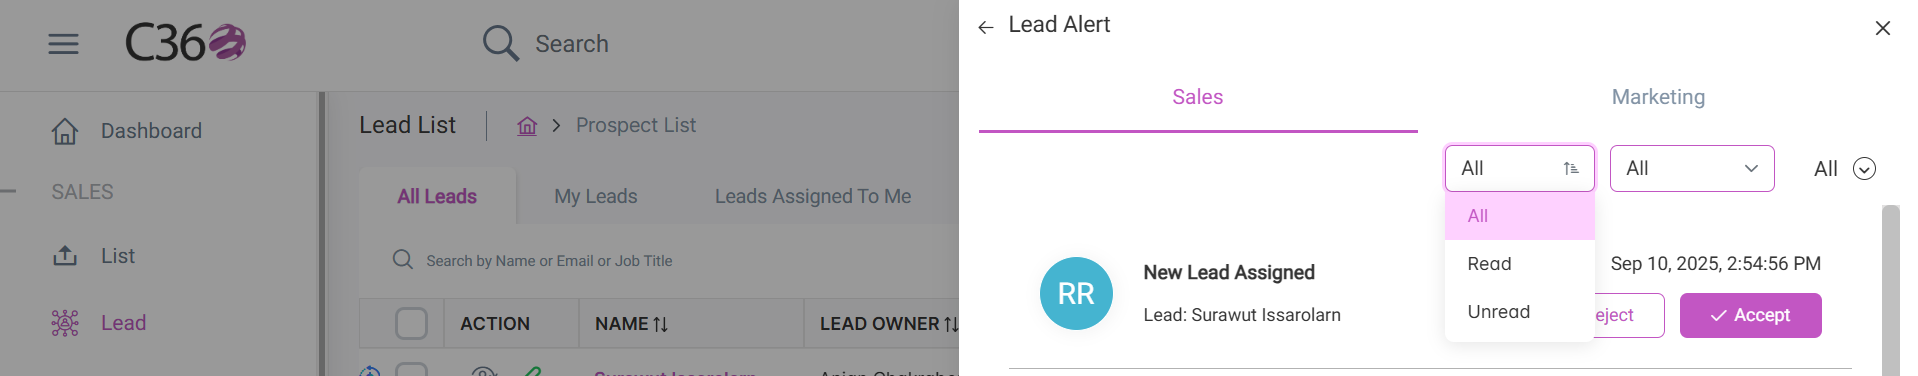 C36
Search
Lead Alert
Sales
Marketing
Dashboard
Lead List
Prospect List
All
All
All
SALES
All Leads
My Leads
Leads Assigned To Me
All
List
Search by Name or Email or Job Title
Read
RR
New Lead Assigned
Sep 10, 2025, 2:54:56 PM
Lead: Surawut Issarolarn
Unread
eject
Accept
Lead
ACTION
NAME
LEAD OWNER